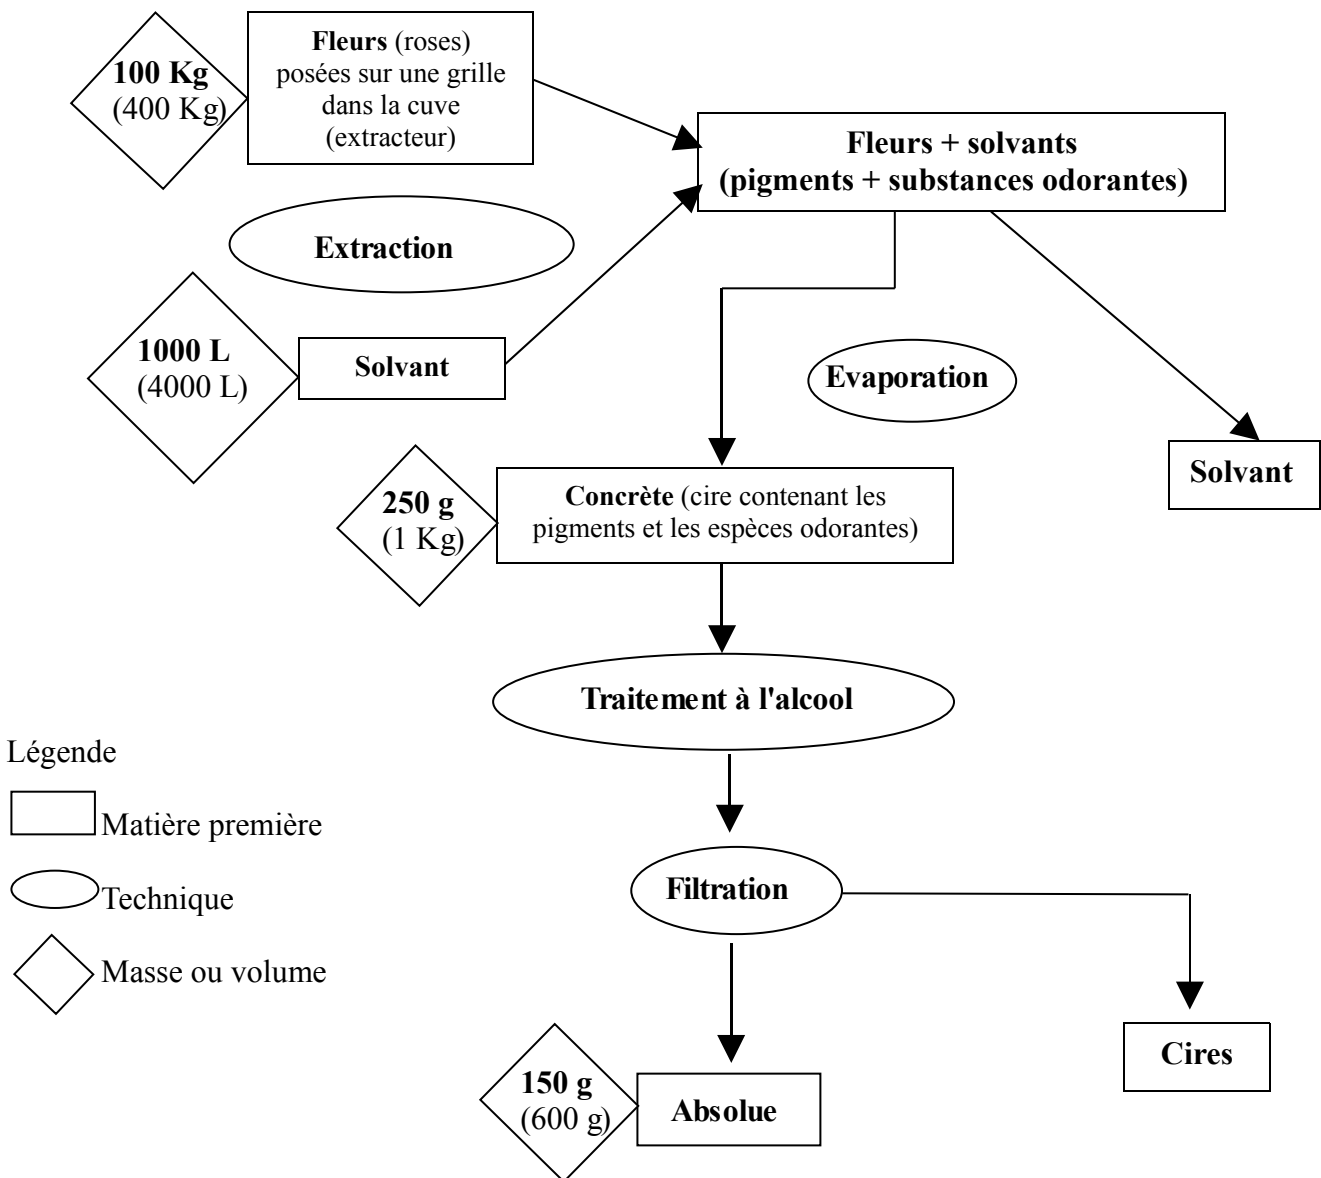 100 Kg
(400 Kg)
Fleurs (roses)
posées sur une grille
dans la cuve
(extracteur)
Fleurs + solvants
(pigments + substances odorantes)
Extraction
1000 L
(4000 L)
Solvant
Evaporation
Solvant
250 g
(1 Kg)
Concrète (cire contenant les
pigments et les espèces odorantes)
Traitement à l'alcool
Légende
Matière première
Technique
Masse ou volume
Filtration
Cires
150 g
(600 g)
Absolue